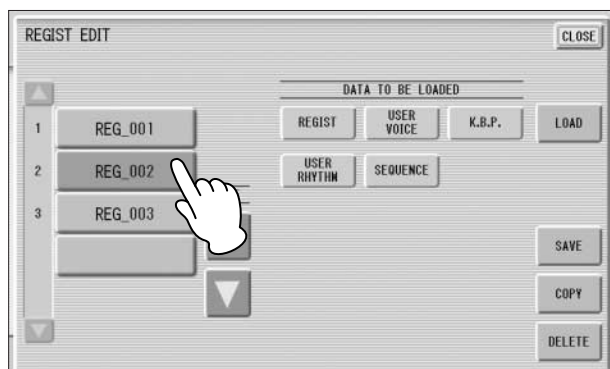 REGIST EDIT
CLOSE
DATA TO BE LOADED
1 REG_001
2 REG_002
3 REG_003
REGIST
USER
VOICE
K.B.P.
LOAD
USER
RHYTHM
SEQUENCE
SAVE
COPY
DELETE